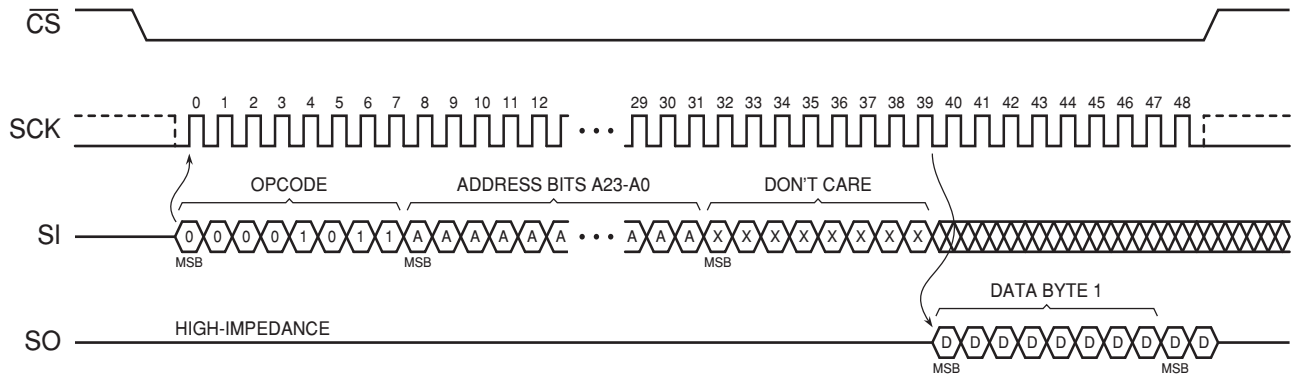 CS
0 1 2 3 4 5 6 7 8 9 10 11 12 29 30 31 32 33 34 35 36 37 38 39 40 41 42 43 44 45 46 47 48
SCK
OPCODE ADDRESS BITS A23-A0 DON'T CARE
SI 0 0 0 0 1 0 1 1 A A A A A A A A A X X X X X X X X
MSB MSB MSB
DATA BYTE 1
HIGH-IMPEDANCE
SO D D D D D D D D D D
MSB MSB